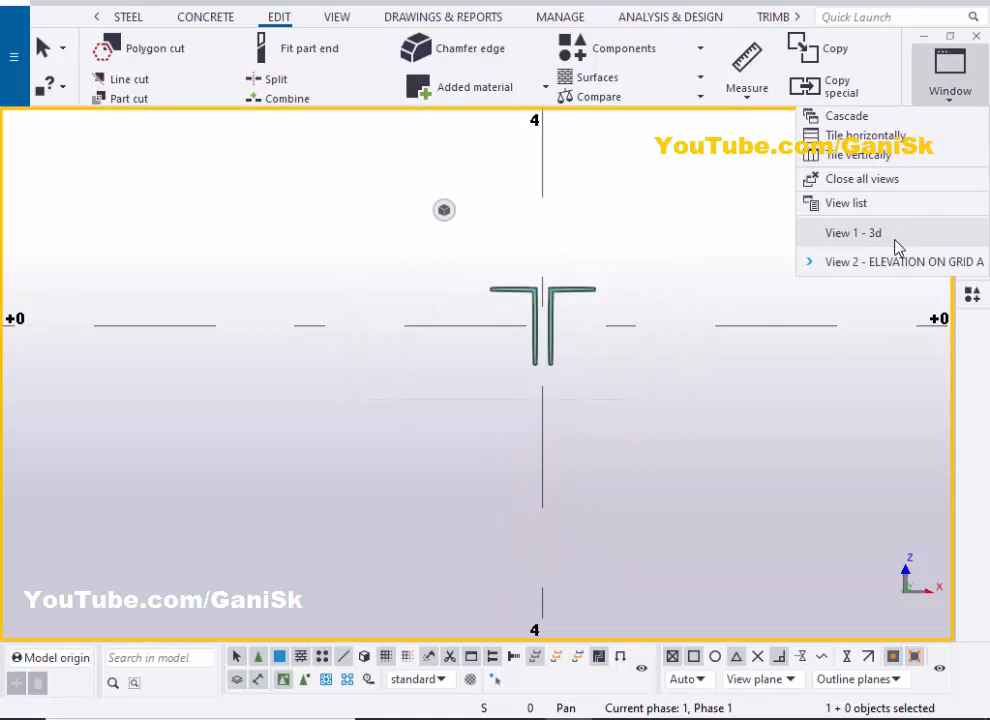 STEEL CONCRETE EDIT VIEW DRAWINGS & REPORTS MANAGE ANALYSIS & DESIGN TRIMB Quick Launch
Polygon cut Fit part end Chamfer edge Components Copy
Line cut Split Added material Surfaces Measure Copy special Window
Part cut Combine Compare
4
Cascade
Tile horizontally
Tile vertically
YouTube.com/GaniSk
Close all views
View list
View 1 - 3d
View 2 - ELEVATION ON GRID A
+0 +0
Z
X
YouTube.com/GaniSk
4
Model origin Search in model
standard Auto View plane Outline planes
S 0 Pan Current phase: 1, Phase 1 1 + 0 objects selected